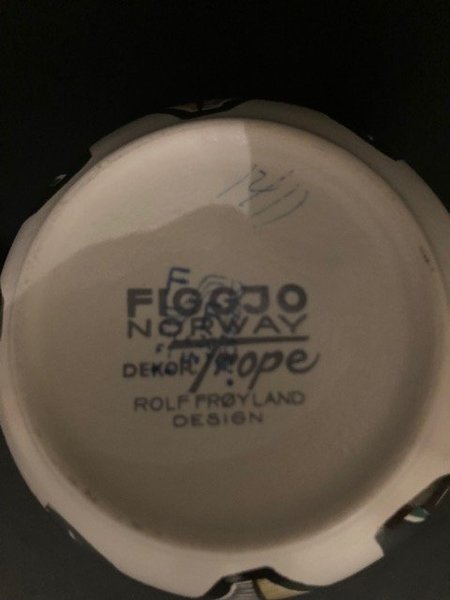 FIGGJO
NORWAY
DEKOR Trope
ROLF FRØYLAND
DESIGN